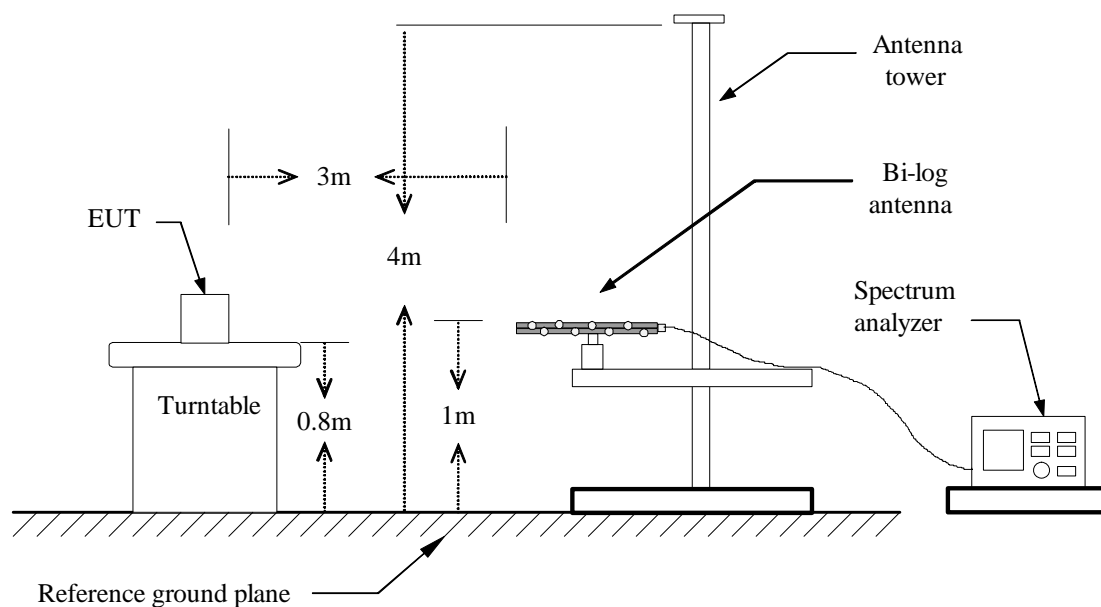 Antenna
tower
3m
Bi-log
antenna
EUT
4m
Spectrum
analyzer
Turntable
0.8m
1m
Reference ground plane